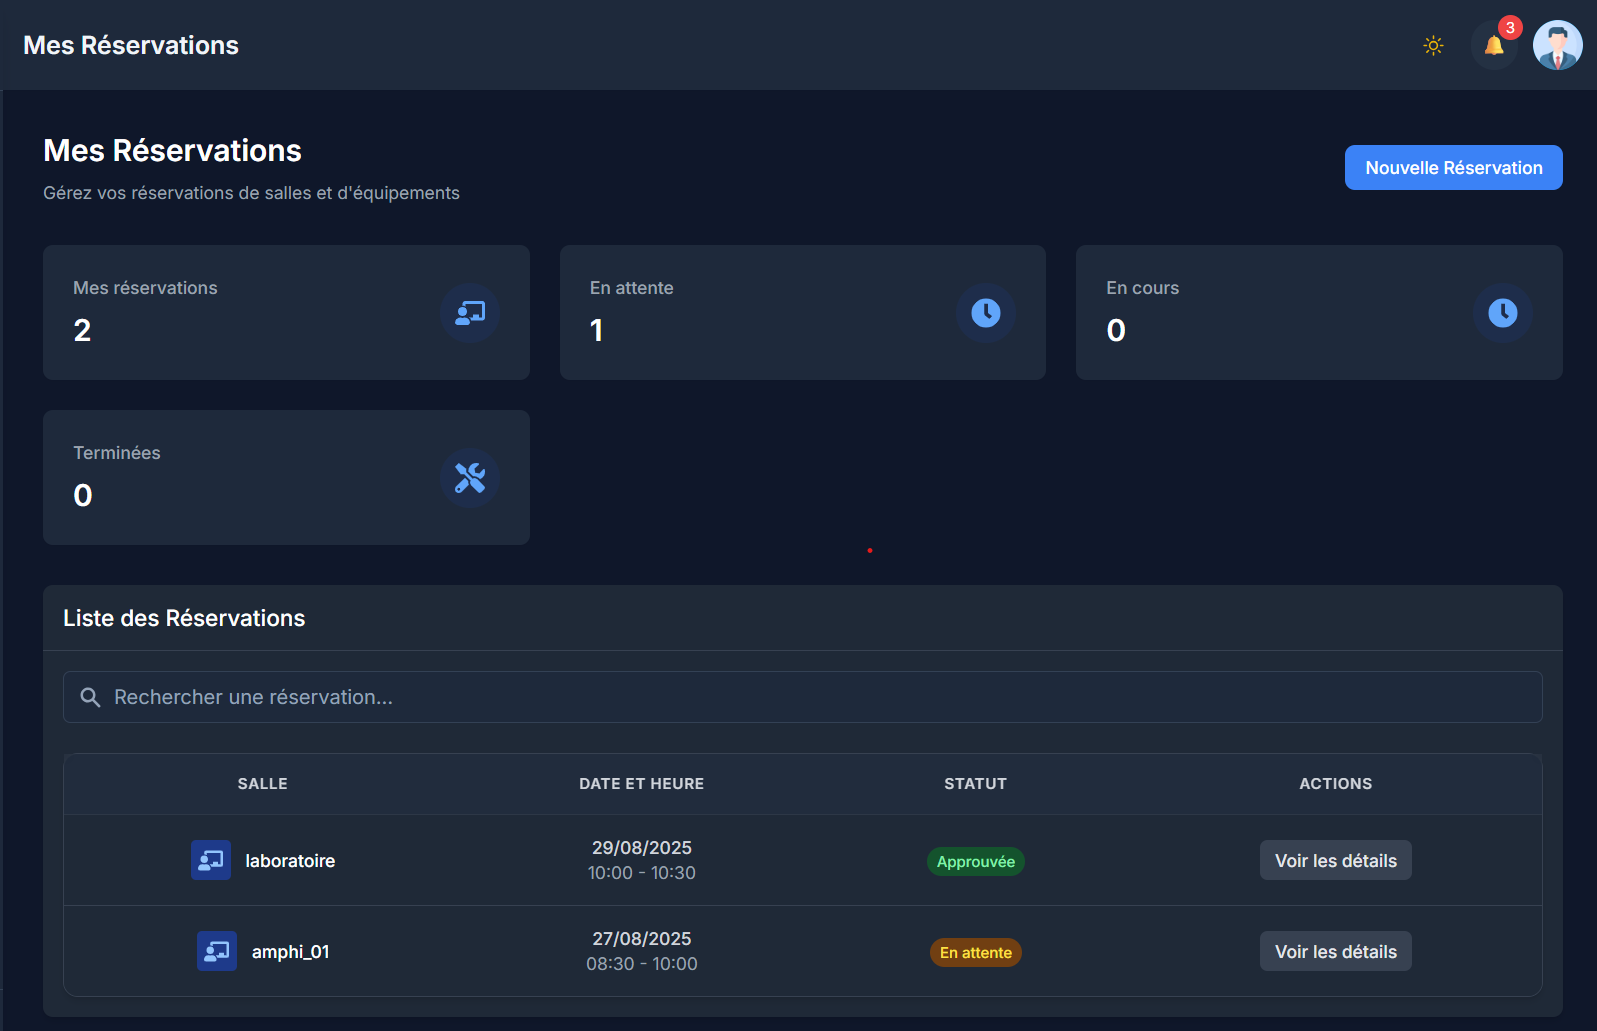 Mes Réservations
3
Mes Réservations
Gérez vos réservations de salles et d'équipements
Nouvelle Réservation
Mes réservations
2
En attente
1
En cours
0
Terminées
0
Liste des Réservations
Rechercher une réservation...
SALLE DATE ET HEURE STATUT ACTIONS
laboratoire 29/08/2025 10:00 - 10:30 Approuvée Voir les détails
amphi_01 27/08/2025 08:30 - 10:00 En attente Voir les détails